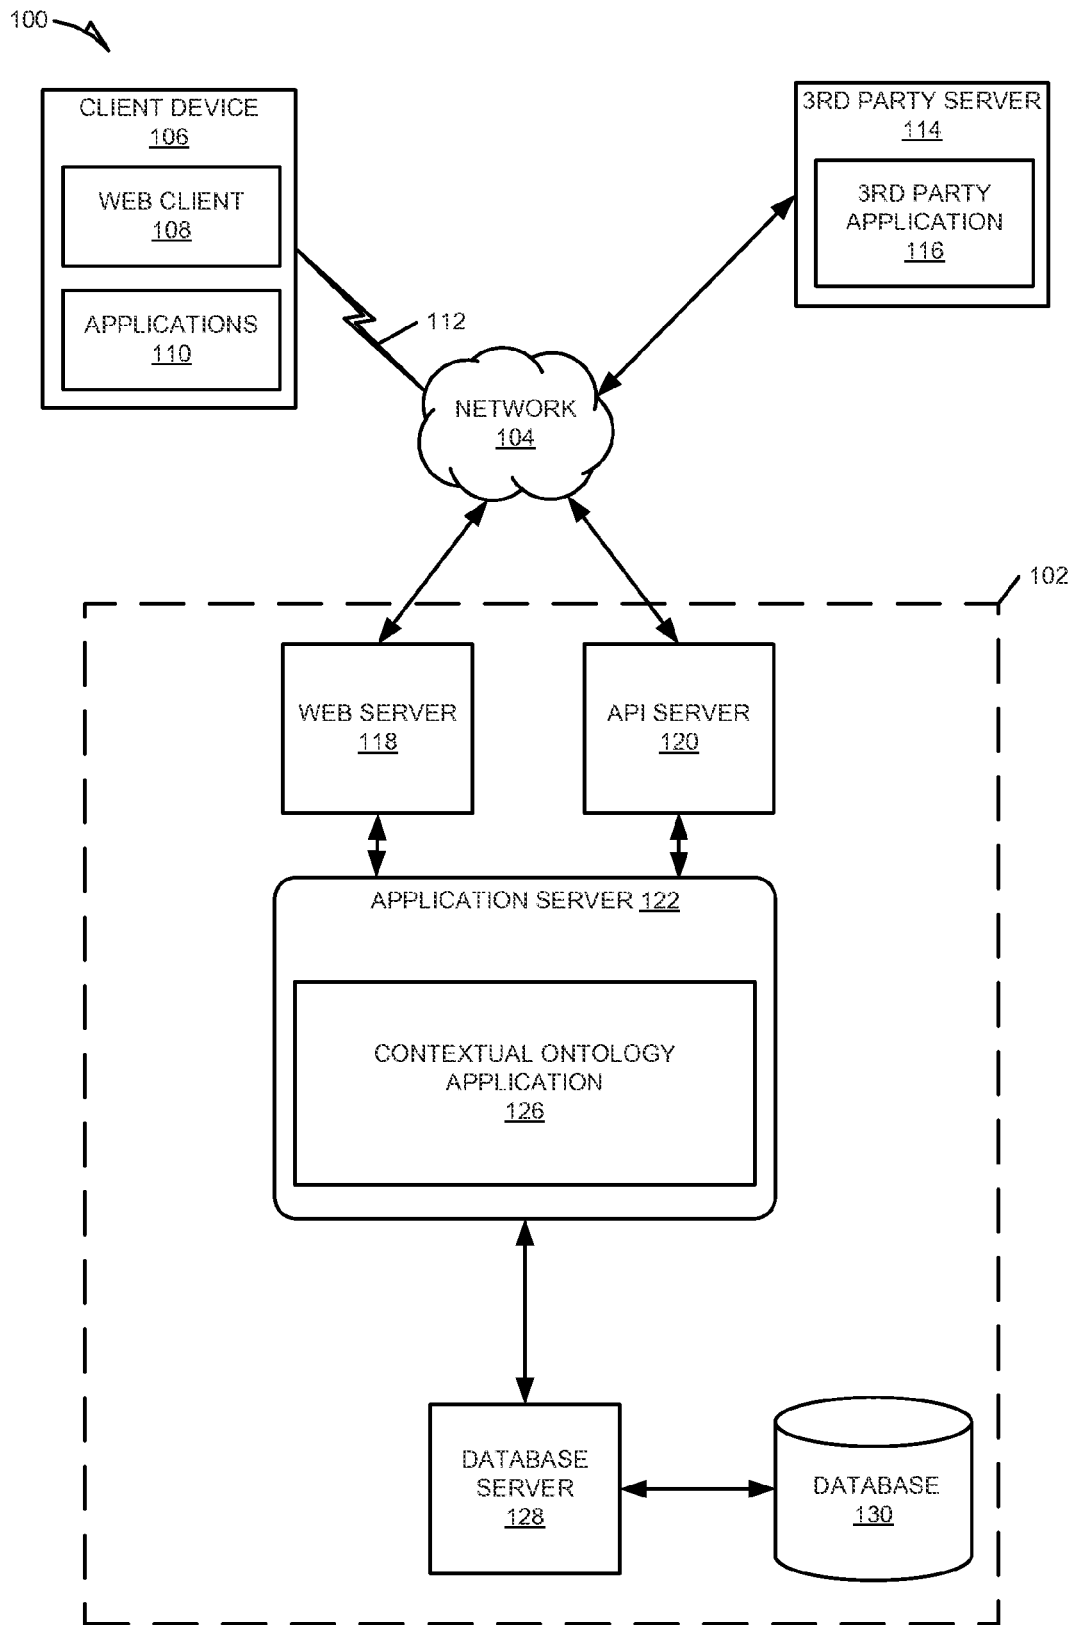 100
CLIENT DEVICE
106
WEB CLIENT
108
APPLICATIONS
110
3RD PARTY SERVER
114
3RD PARTY
APPLICATION
116
112
NETWORK
104
102
WEB SERVER
118
API SERVER
120
APPLICATION SERVER 122
CONTEXTUAL ONTOLOGY
APPLICATION
126
DATABASE
SERVER
128
DATABASE
130